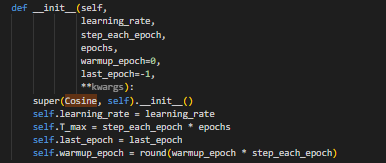 def __init__(self,
learning_rate,
step_each_epoch,
epochs,
warmup_epoch=0,
last_epoch=-1,
**kwargs):
super(Cosine, self).__init__()
self.learning_rate = learning_rate
self.T_max = step_each_epoch * epochs
self.last_epoch = last_epoch
self.warmup_epoch = round(warmup_epoch * step_each_epoch)